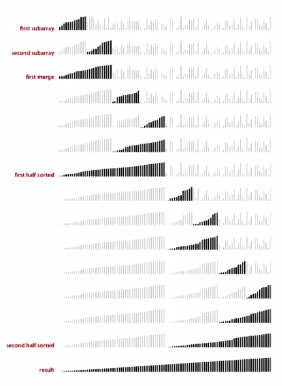 first subarray
second subarray
first merge
first half sorted
second half sorted
result